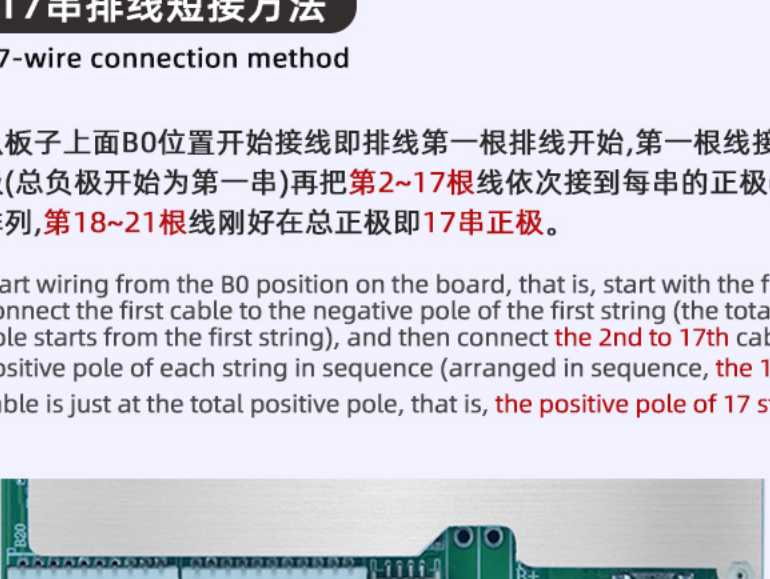 17串排线短接方法
7-wire connection method
板子上面B0位置开始接线即排线第一根排线开始,第一根线接
(总负极开始为第一串)再把第2~17根线依次接到每串的正极
列,第18~21根线刚好在总正极即17串正极。
art wiring from the B0 position on the board, that is, start with the f
onnect the first cable to the negative pole of the first string (the tota
ole starts from the first string), and then connect the 2nd to 17th cab
ositive pole of each string in sequence (arranged in sequence, the 1
able is just at the total positive pole, that is, the positive pole of 17 s
B20
B+